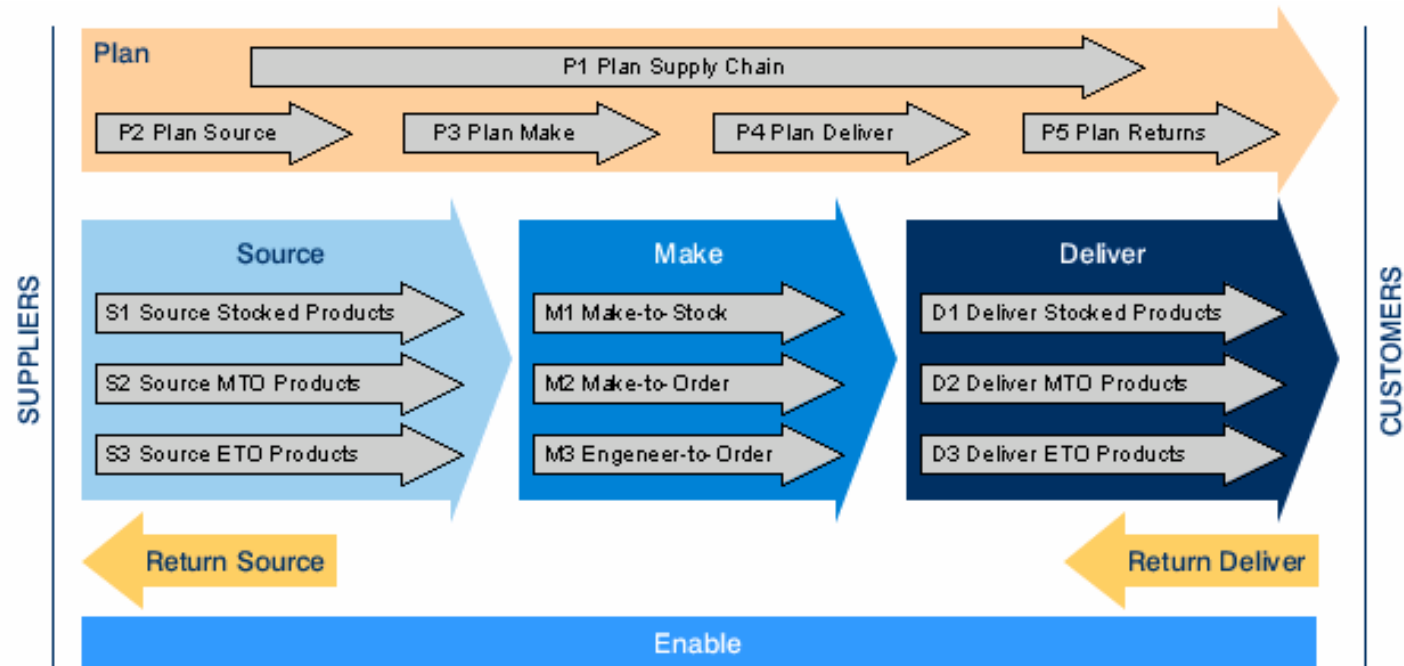 Plan
P1 Plan Supply Chain
P2 Plan Source
P3 Plan Make
P4 Plan Deliver
P5 Plan Returns
SUPPLIERS
Source
S1 Source Stocked Products
S2 Source MTO Products
S3 Source ETO Products
Make
M1 Make-to-Stock
M2 Make-to-Order
M3 Engeneer-to-Order
Deliver
D1 Deliver Stocked Products
D2 Deliver MTO Products
D3 Deliver ETO Products
CUSTOMERS
Return Source
Return Deliver
Enable